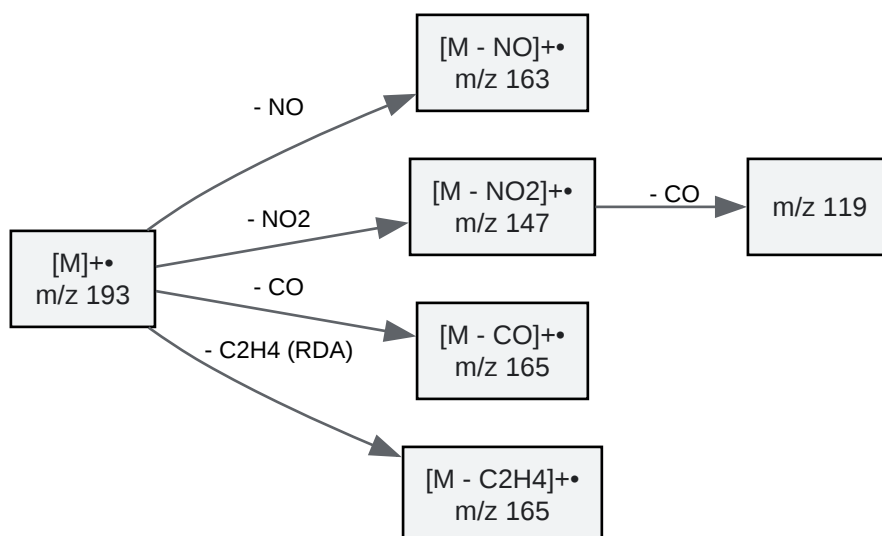 [M - NO]+•
m/z 163
- NO
[M - NO2]+•
m/z 147
- CO
m/z 119
- NO2
[M]+•
m/z 193
- CO
[M - CO]+•
m/z 165
- C2H4 (RDA)
[M - C2H4]+•
m/z 165